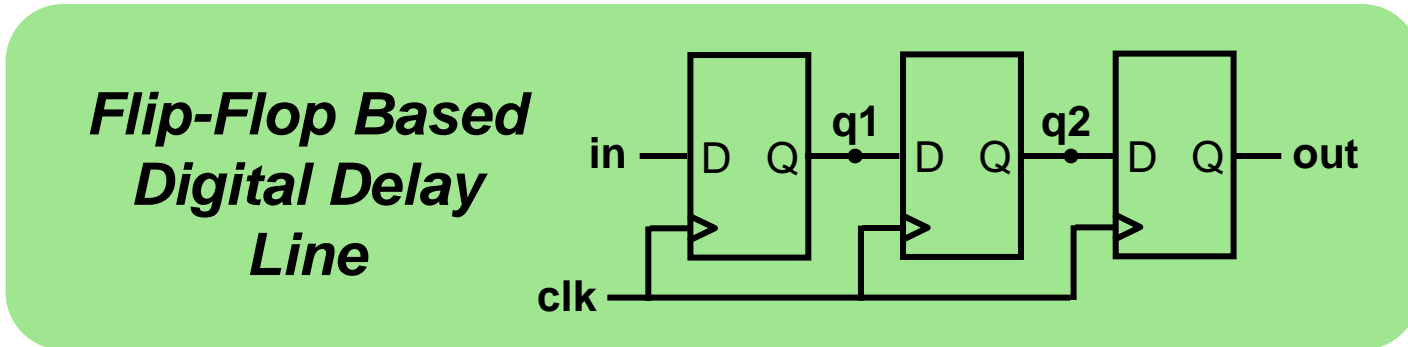 Flip-Flop Based
Digital Delay
Line
q1 q2
in D Q D Q D Q out
clk